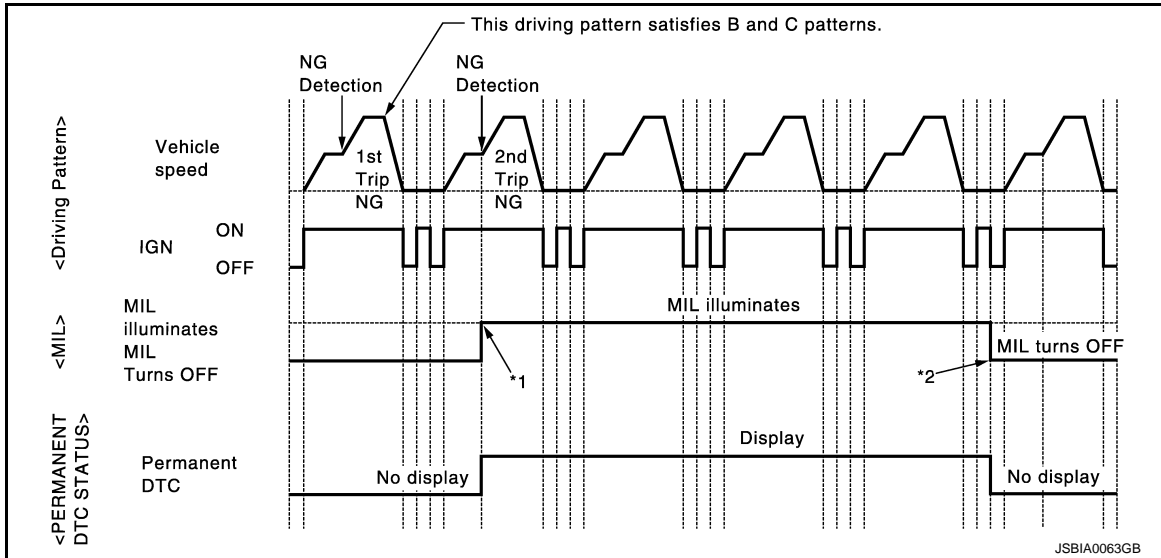 This driving pattern satisfies B and C patterns.
NG
Detection
NG
Detection
<Driving Pattern>
Vehicle
speed
1st
Trip
NG
2nd
Trip
NG
IGN
ON
OFF
<MIL>
MIL
illuminates
MIL
Turns OFF
MIL illuminates
*1
*2
MIL turns OFF
<PERMANENT
DTC STATUS>
Permanent
DTC
No display
Display
No display
JSBIA0063GB